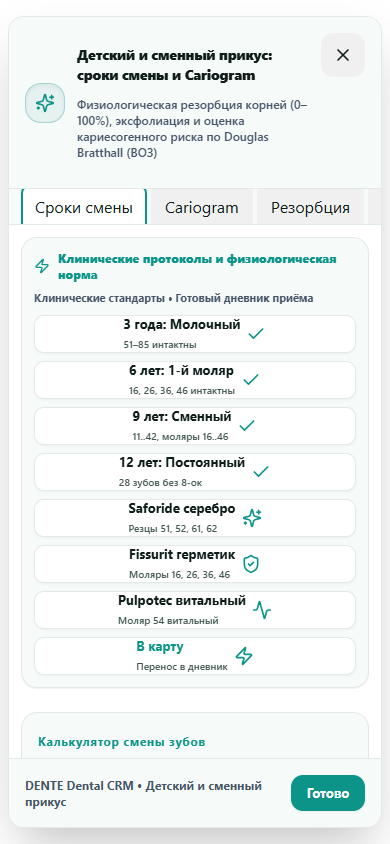 Детский и сменный прикус:
сроки смены и Cariogram
Физиологическая резорбция корней (0–
100%), эксфолиация и оценка
кариесогенного риска по Douglas
Bratthall (ВОЗ)
Сроки смены
Cariogram
Резорбция
Клинические протоколы и физиологическая
норма
Клинические стандарты • Готовый дневник приёма
3 года: Молочный
51–85 интактны
6 лет: 1-й моляр
16, 26, 36, 46 интактны
9 лет: Сменный
11..42, моляры 16..46
12 лет: Постоянный
28 зубов без 8-ок
Saforide серебро
Резцы 51, 52, 61, 62
Fissurit герметик
Моляры 16, 26, 36, 46
Pulpotec витальный
Моляр 54 витальный
В карту
Перенос в дневник
Калькулятор смены зубов
DENTE Dental CRM • Детский и сменный
прикус
Готово